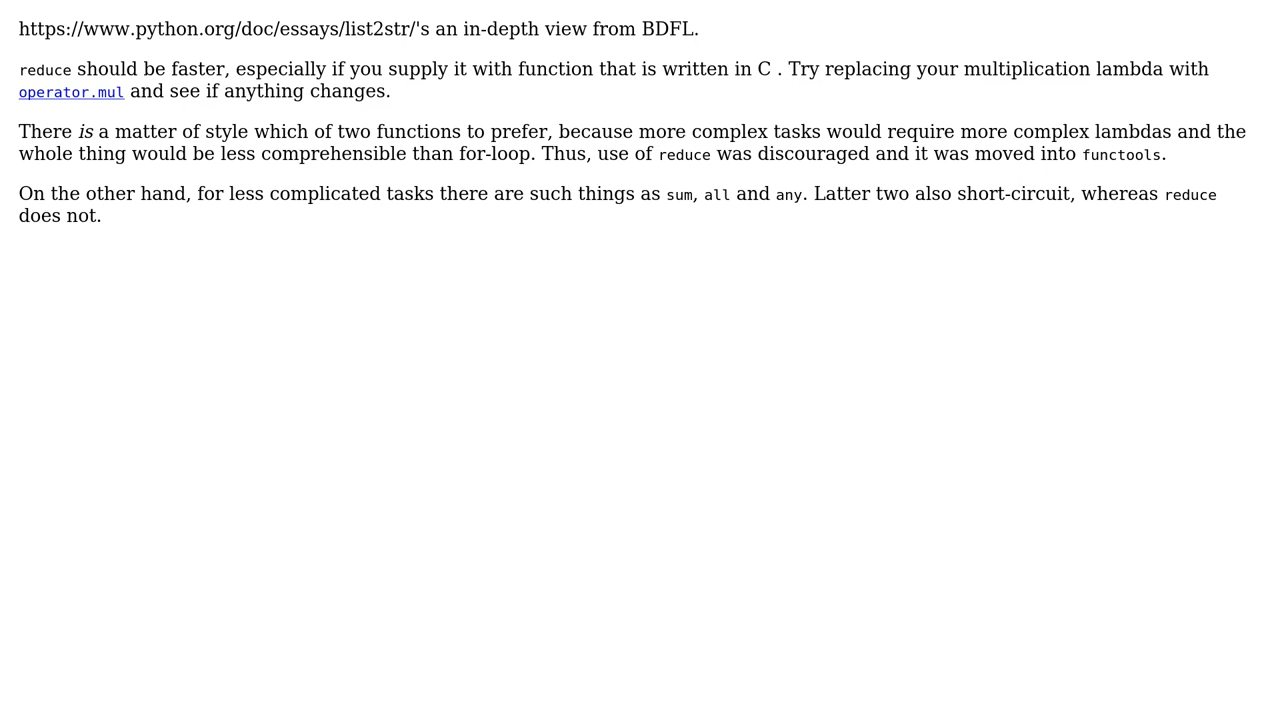 https://www.python.org/doc/essays/list2str/'s an in-depth view from BDFL.
reduce should be faster, especially if you supply it with function that is written in C . Try replacing your multiplication lambda with
operator.mul and see if anything changes.
There is a matter of style which of two functions to prefer, because more complex tasks would require more complex lambdas and the
whole thing would be less comprehensible than for-loop. Thus, use of reduce was discouraged and it was moved into functools.
On the other hand, for less complicated tasks there are such things as sum, all and any. Latter two also short-circuit, whereas reduce
does not.